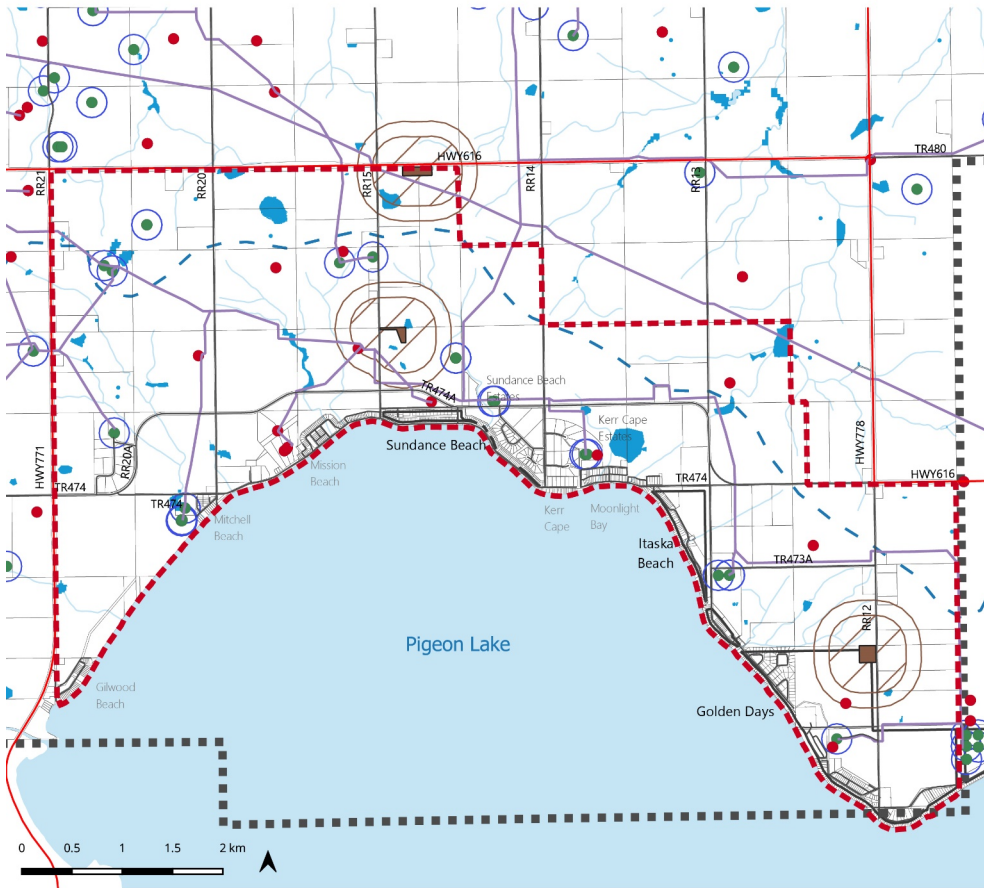 HWY616
TR480
RR21
RR20
RR15
RR14
RR13
Sundance Beach
Estates
TR474A
Kerr Cape
Estates
Sundance Beach
HWY771
RR20A
HWY778
Mission
Beach
TR474
TR474
HWY616
TR474
Mitchell
Beach
Kerr
Cape
Moonlight
Bay
Itaska
Beach
TR473A
RR12
Pigeon Lake
Gilwood
Beach
Golden Days
0 0.5 1 1.5 2 km